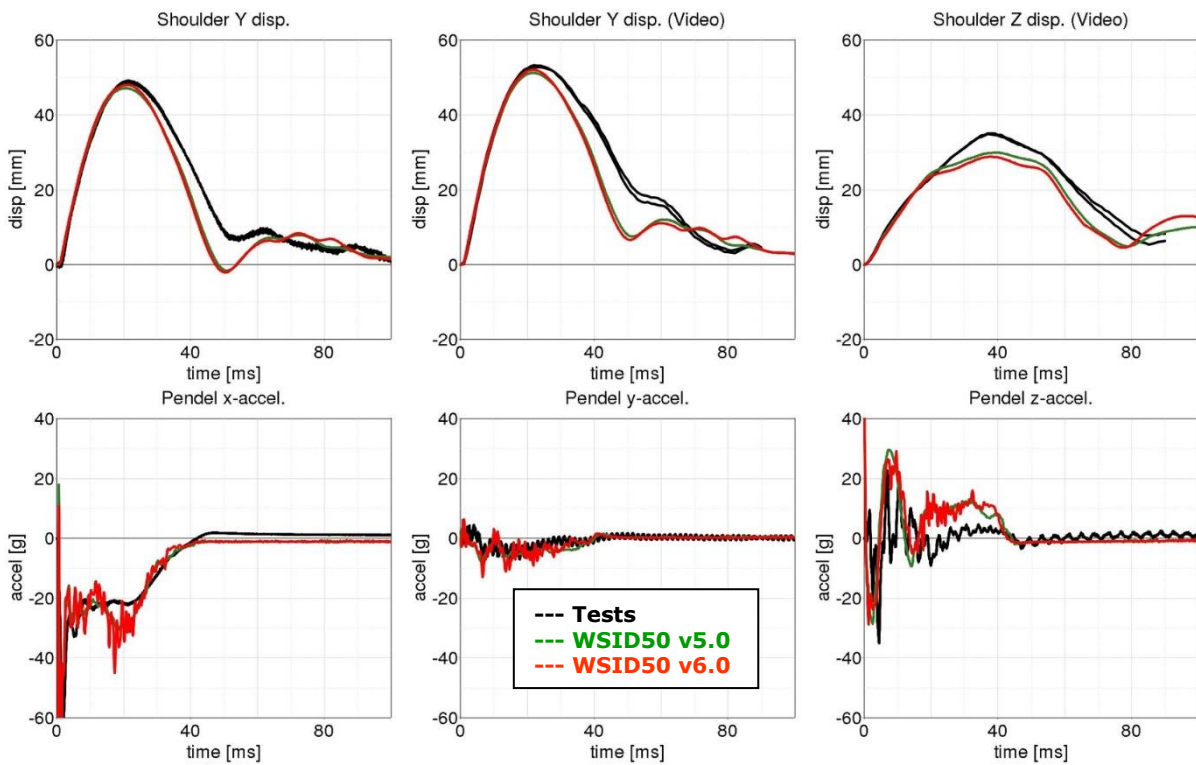 Shoulder Y disp.
60
40
20
0
-20
disp [mm]
0 40 80
time [ms]
Shoulder Y disp. (Video)
60
40
20
0
-20
disp [mm]
0 40 80
time [ms]
Shoulder Z disp. (Video)
60
40
20
0
-20
disp [mm]
0 40 80
time [ms]
Pendel x-accel.
40
20
0
-20
-40
-60
accel [g]
0 40 80
time [ms]
Pendel y-accel.
40
20
0
-20
-40
-60
accel [g]
0 40 80
time [ms]
--- Tests
--- WSID50 v5.0
--- WSID50 v6.0
Pendel z-accel.
40
20
0
-20
-40
-60
accel [g]
0 40 80
time [ms]